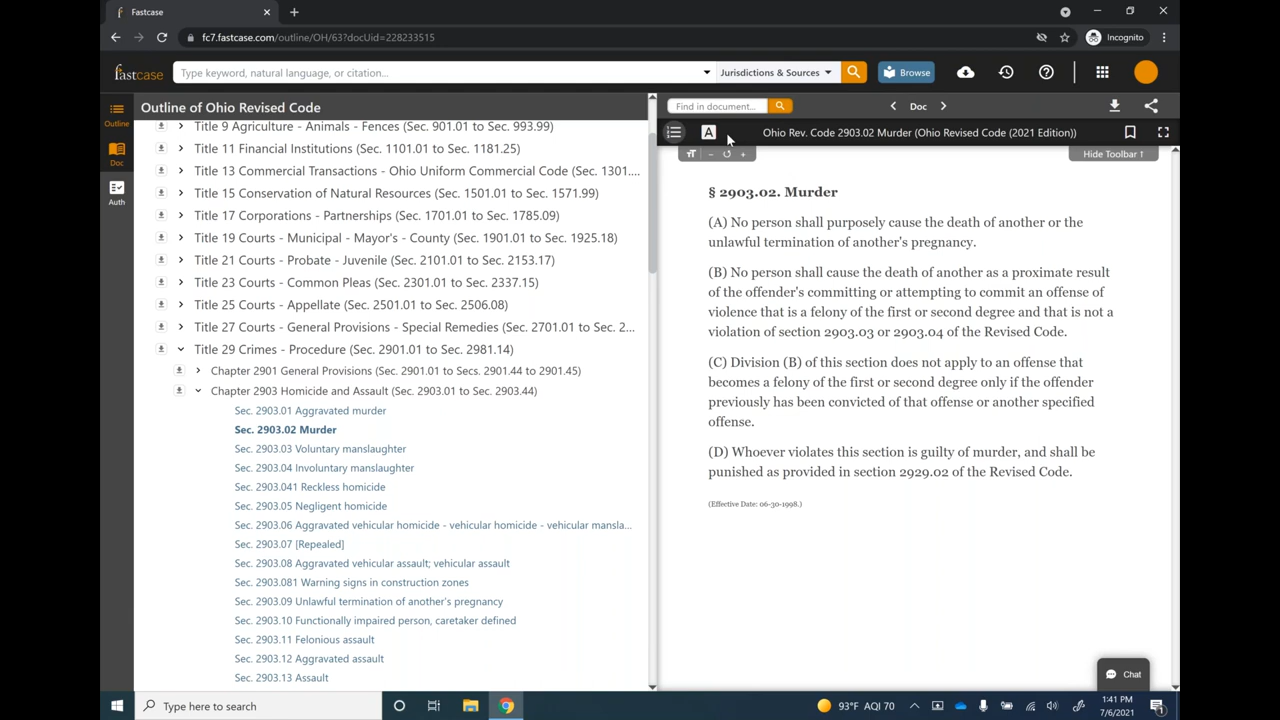 Fastcase
fc7.fastcase.com/outline/OH/63?docUid=228233515
Incognito
fastcase
Type keyword, natural language, or citation...
Jurisdictions & Sources
Browse
Outline
Doc
Auth
Outline of Ohio Revised Code
Title 9 Agriculture - Animals - Fences (Sec. 901.01 to Sec. 993.99)
Title 11 Financial Institutions (Sec. 1101.01 to Sec. 1181.25)
Title 13 Commercial Transactions - Ohio Uniform Commercial Code (Sec. 1301....
Title 15 Conservation of Natural Resources (Sec. 1501.01 to Sec. 1571.99)
Title 17 Corporations - Partnerships (Sec. 1701.01 to Sec. 1785.09)
Title 19 Courts - Municipal - Mayor's - County (Sec. 1901.01 to Sec. 1925.18)
Title 21 Courts - Probate - Juvenile (Sec. 2101.01 to Sec. 2153.17)
Title 23 Courts - Common Pleas (Sec. 2301.01 to Sec. 2337.15)
Title 25 Courts - Appellate (Sec. 2501.01 to Sec. 2506.08)
Title 27 Courts - General Provisions - Special Remedies (Sec. 2701.01 to Sec. 2...
Title 29 Crimes - Procedure (Sec. 2901.01 to Sec. 2981.14)
Chapter 2901 General Provisions (Sec. 2901.01 to Secs. 2901.44 to 2901.45)
Chapter 2903 Homicide and Assault (Sec. 2903.01 to Sec. 2903.44)
Sec. 2903.01 Aggravated murder
Sec. 2903.02 Murder
Sec. 2903.03 Voluntary manslaughter
Sec. 2903.04 Involuntary manslaughter
Sec. 2903.041 Reckless homicide
Sec. 2903.05 Negligent homicide
Sec. 2903.06 Aggravated vehicular homicide - vehicular homicide - vehicular mansla...
Sec. 2903.07 [Repealed]
Sec. 2903.08 Aggravated vehicular assault; vehicular assault
Sec. 2903.081 Warning signs in construction zones
Sec. 2903.09 Unlawful termination of another's pregnancy
Sec. 2903.10 Functionally impaired person, caretaker defined
Sec. 2903.11 Felonious assault
Sec. 2903.12 Aggravated assault
Sec. 2903.13 Assault
Find in document...
Doc
A
Ohio Rev. Code 2903.02 Murder (Ohio Revised Code (2021 Edition))
Hide Toolbar ↑
§ 2903.02. Murder
(A) No person shall purposely cause the death of another or the
unlawful termination of another's pregnancy.
(B) No person shall cause the death of another as a proximate result
of the offender's committing or attempting to commit an offense of
violence that is a felony of the first or second degree and that is not a
violation of section 2903.03 or 2903.04 of the Revised Code.
(C) Division (B) of this section does not apply to an offense that
becomes a felony of the first or second degree only if the offender
previously has been convicted of that offense or another specified
offense.
(D) Whoever violates this section is guilty of murder, and shall be
punished as provided in section 2929.02 of the Revised Code.
(Effective Date: 06-30-1998.)
Chat
Type here to search
93°F AQI 70
1:41 PM
7/6/2021
1